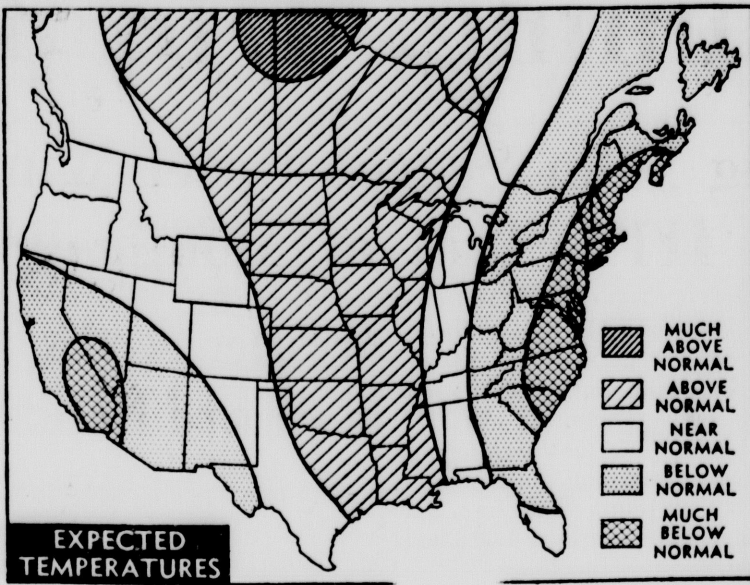 MUCH
ABOVE
NORMAL
ABOVE
NORMAL
NEAR
NORMAL
BELOW
NORMAL
MUCH
BELOW
NORMAL
EXPECTED
TEMPERATURES